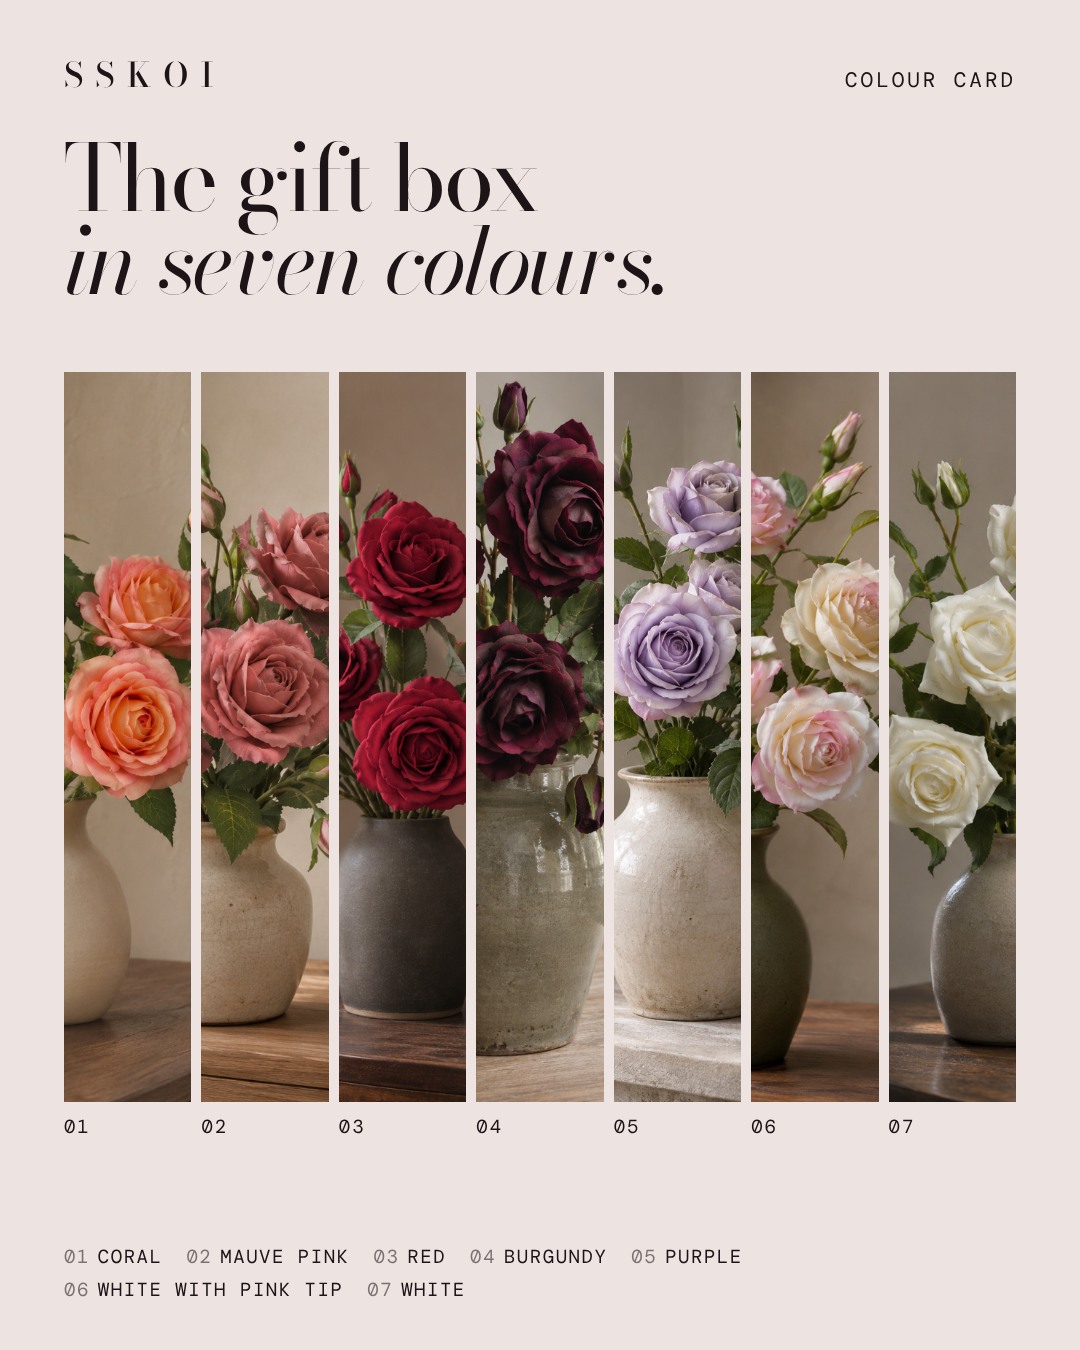 SSKOI
COLOUR CARD
The gift box
in seven colours.
01 02 03 04 05 06 07
01 CORAL 02 MAUVE PINK 03 RED 04 BURGUNDY 05 PURPLE
06 WHITE WITH PINK TIP 07 WHITE